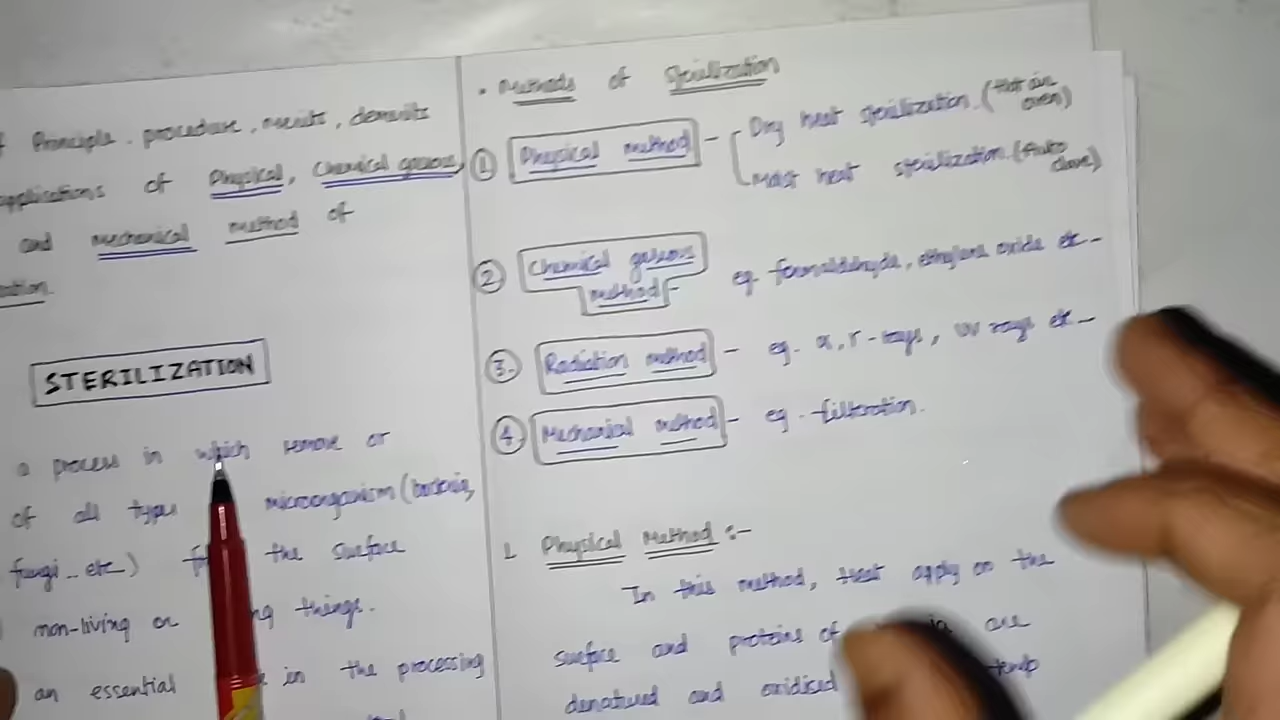 Principle, procedure, merits, demerits
applications of Physical, Chemical gaseous,
and mechanical method of
STERILIZATION
a process in which remove or
of all types microorganism (bacteria,
fungi .. etc) the surface
non-living or things.
an essential in the processing
• Methods of Sterilization
① Physical method - Dry heat sterilization. (Hot air oven)
Moist heat sterilization. (Auto clave)
② Chemical gaseous method - eg. formaldehyde, ethylene oxide etc -
③. Radiation method - eg. α, r - rays, UV rays etc -
④. Mechanical method - eg. - filteration.
1. Physical Method :-
In this method, heat apply on the
surface and proteins of are
denatured and oxidised temp